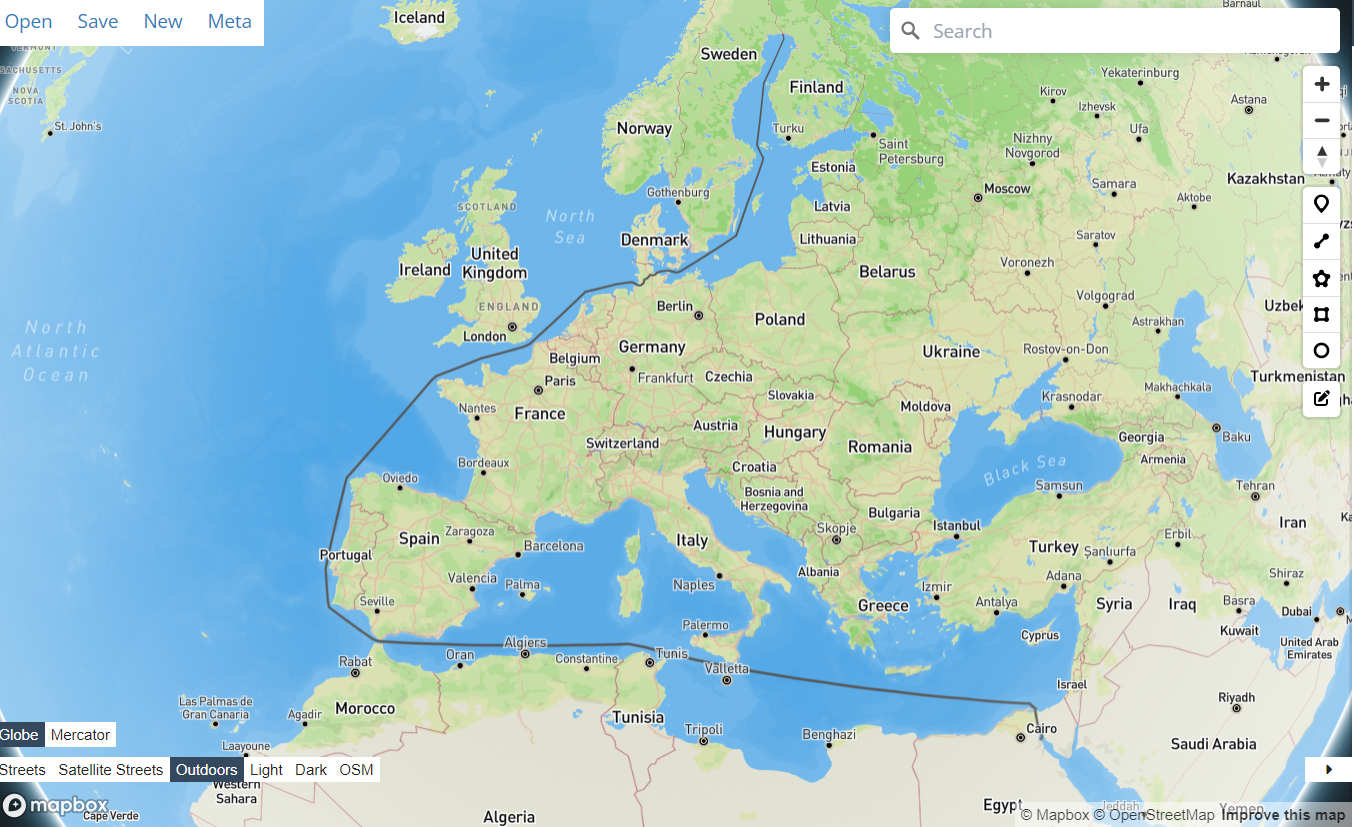 Open Save New Meta
Iceland
Barnaul
Search
Sweden
VERMONT
SACHUSETTS
NOVA
SCOTIA
St. John's
Finland
Yekaterinburg
Kirov
Izhevsk
Astana
Norway
Turku
Saint
Petersburg
Nizhny
Novgorod
Ufa
Estonia
Moscow
Samara
Kazakhstan
Almaty
Aktobe
Gothenburg
SCOTLAND
Latvia
North
Sea
Denmark
Lithuania
Saratov
United
Kingdom
Ireland
Belarus
Voronezh
ENGLAND
Berlin
Volgograd
Uzbek
North
Atlantic
Ocean
London
Poland
Astrakhan
Germany
Belgium
Ukraine
Rostov-on-Don
Frankfurt
Czechia
Paris
Turkmenistan
Slovakia
Makhachkala
Krasnodar
Nantes
France
Moldova
Austria
Hungary
Switzerland
Romania
Georgia
Baku
Armenia
Bordeaux
Croatia
Black Sea
Oviedo
Bosnia and
Herzegovina
Samsun
Tehran
Bulgaria
Iran
Skopje
Istanbul
Zaragoza
Spain
Italy
Erbil
Barcelona
Turkey
Şanlıurfa
Portugal
Albania
Valencia
Palma
Naples
Adana
Shiraz
Izmir
Seville
Greece
Antalya
Syria
Iraq
Basra
Dubai
Palermo
Cyprus
Kuwait
United Arab
Emirates
Algiers
Oran
Tunis
Constantine
Rabat
Valletta
Israel
Las Palmas de
Gran Canaria
Agadir
Morocco
Tunisia
Riyadh
Tripoli
Benghazi
Cairo
Globe Mercator
Laayoune
Saudi Arabia
Streets Satellite Streets Outdoors Light Dark OSM
Western
Sahara
mapbox
Cape Verde
Algeria
Egypt
Jeddah
Yemen
© Mapbox © OpenStreetMap Improve this map